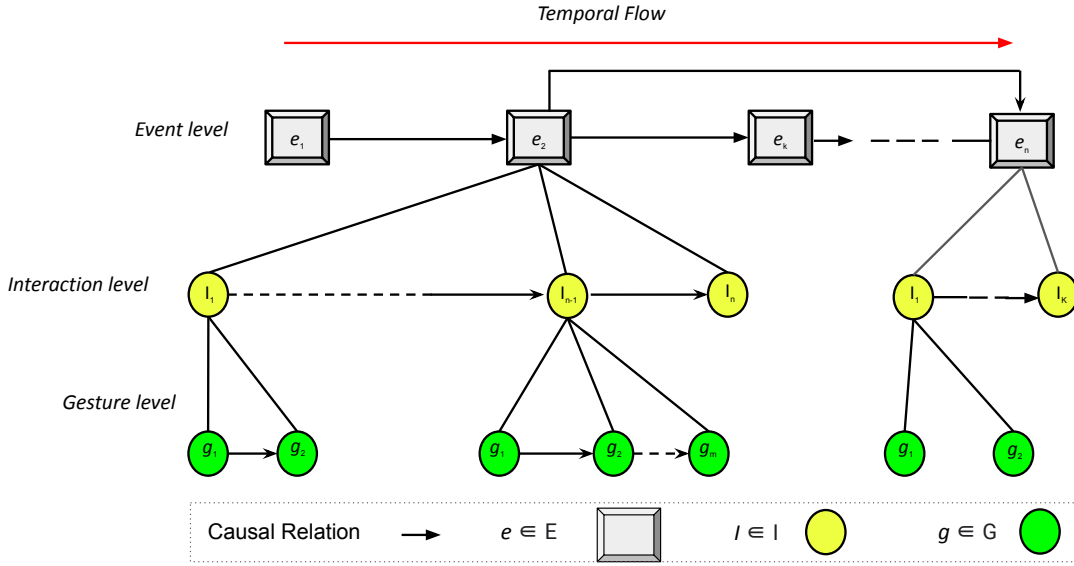 Temporal Flow
Event level
e₁ e₂ eₖ eₙ
Interaction level
I₁ Iₙ₋₁ Iₙ I₁ I_K
Gesture level
g₁ g₂ g₁ g₂ gₘ g₁ g₂
Causal Relation e ∈ E I ∈ I g ∈ G